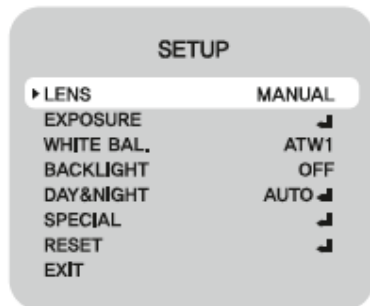 SETUP
LENS MANUAL
EXPOSURE
WHITE BAL. ATW1
BACKLIGHT OFF
DAY&NIGHT AUTO
SPECIAL
RESET
EXIT